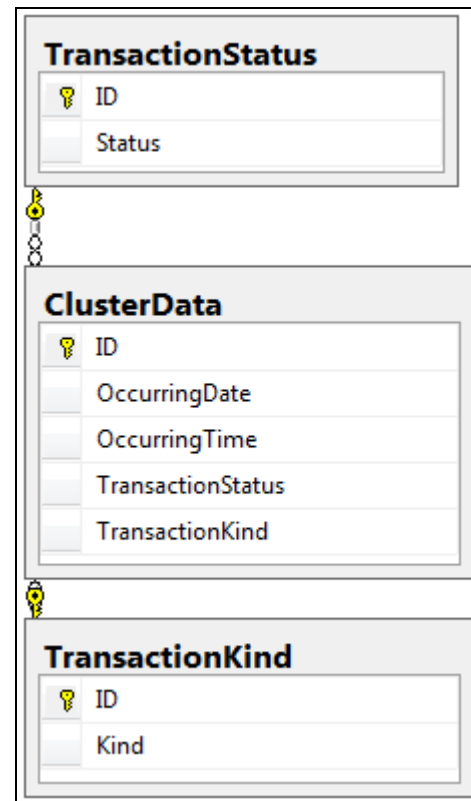 TransactionStatus
ID
Status
ClusterData
ID
OccurringDate
OccurringTime
TransactionStatus
TransactionKind
TransactionKind
ID
Kind